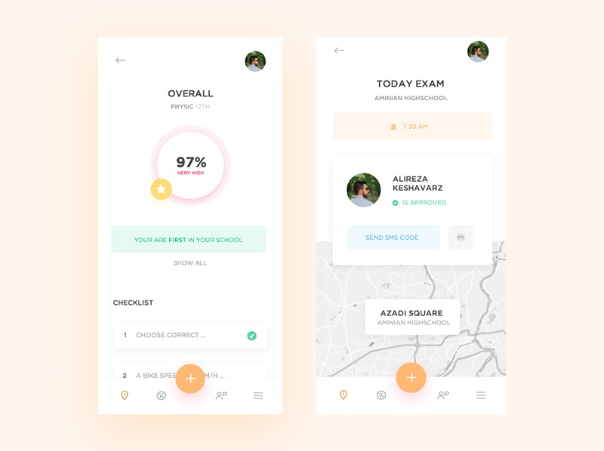 OVERALL
PHYSIC 12TH
97%
VERY HIGH
YOUR ARE FIRST IN YOUR SCHOOL
SHOW ALL
CHECKLIST
1 CHOOSE CORRECT ...
2 A BIKE SPEE M/H ...
TODAY EXAM
AMINIAN HIGHSCHOOL
7:30 AM
ALIREZA
KESHAVARZ
IS APPROVED
SEND SMS CODE
AZADI SQUARE
AMINIAN HIGHSCHOOL